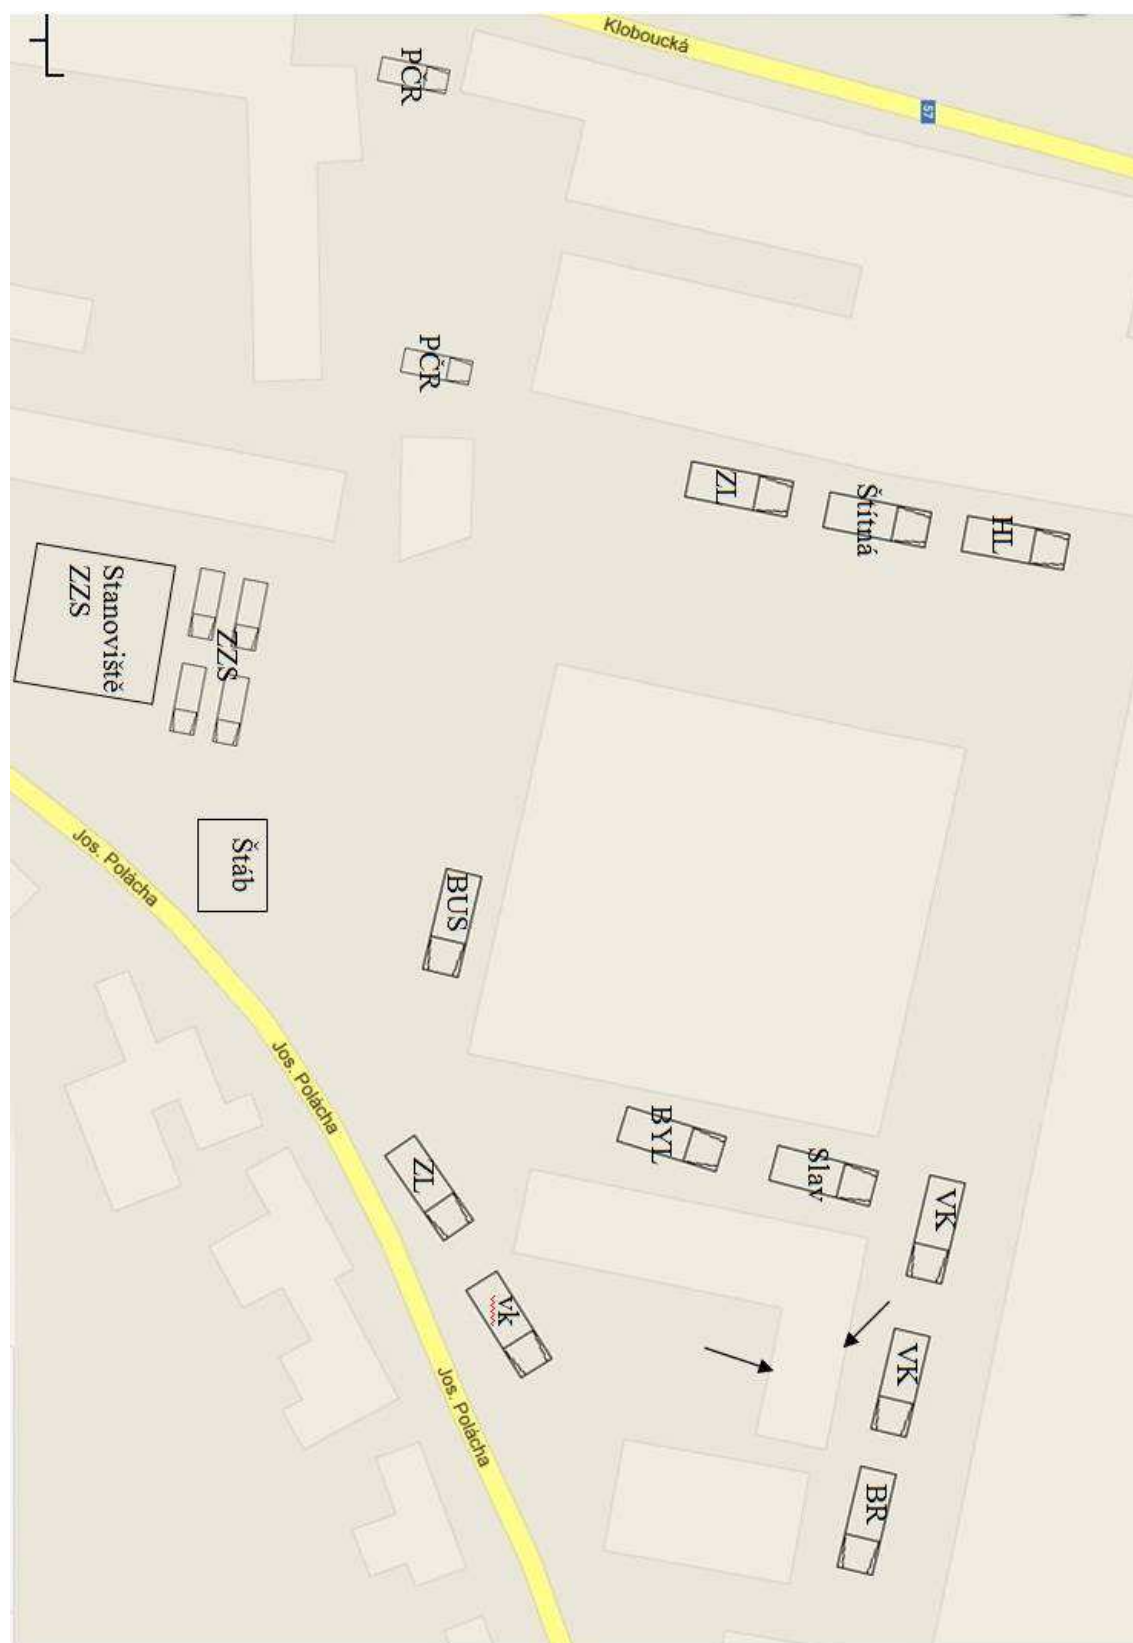 Kloboucká
57
PČR
PČR
ZL
Štítná
HL
Stanoviště
ZZS
ZZS
Štáb
Jos. Polácha
BUS
Jos. Polácha
BYL
Slav
ZL
VK
vk
VK
Jos. Polácha
BR